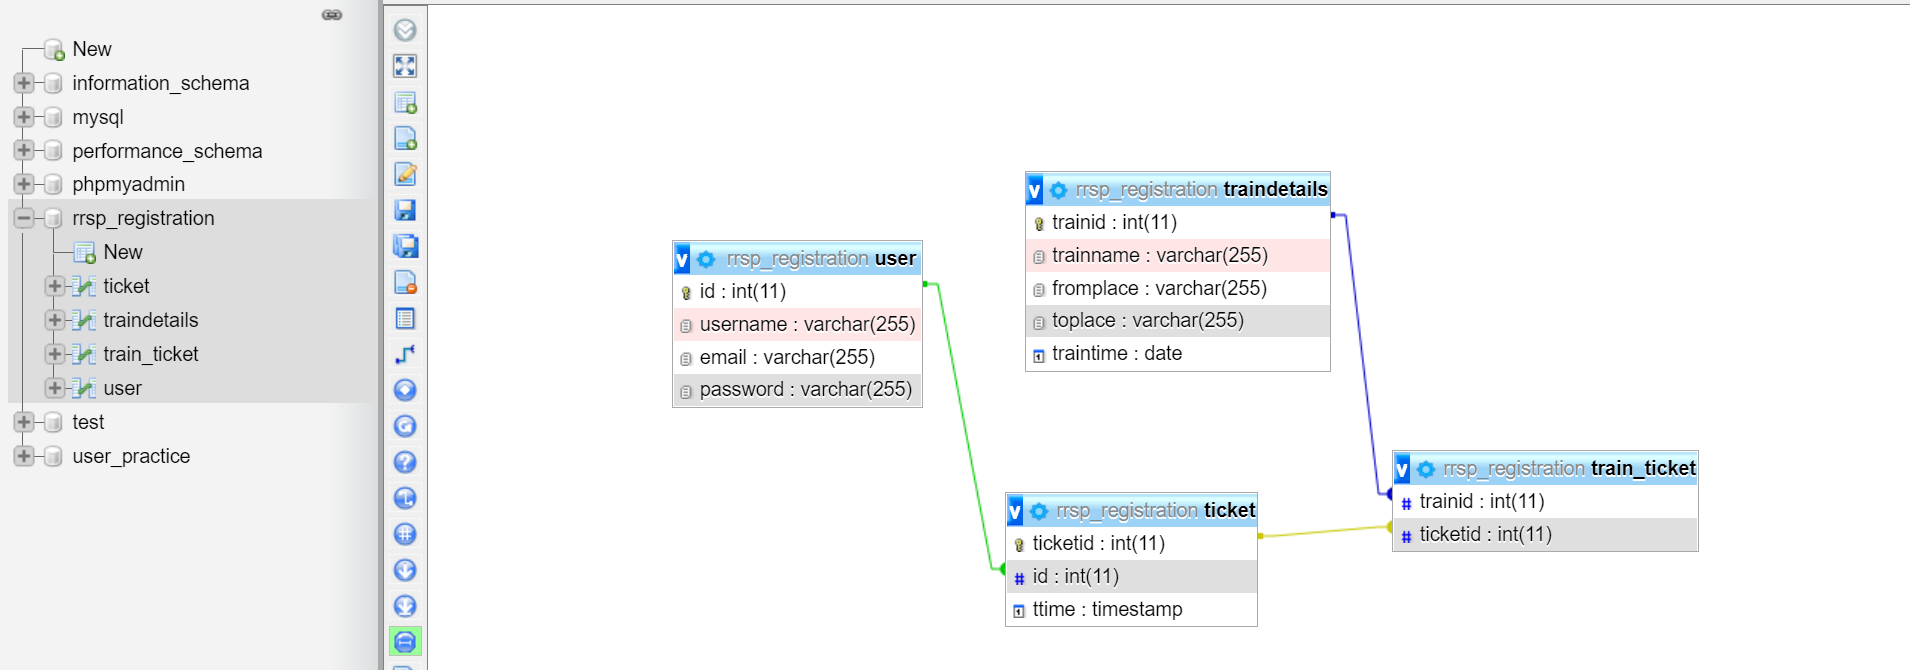 New
information_schema
mysql
performance_schema
phpmyadmin
rrsp_registration
New
ticket
traindetails
train_ticket
user
test
user_practice
v rrsp_registration user
id : int(11)
username : varchar(255)
email : varchar(255)
password : varchar(255)
v rrsp_registration traindetails
trainid : int(11)
trainname : varchar(255)
fromplace : varchar(255)
toplace : varchar(255)
traintime : date
v rrsp_registration ticket
ticketid : int(11)
# id : int(11)
ttime : timestamp
v rrsp_registration train_ticket
# trainid : int(11)
# ticketid : int(11)